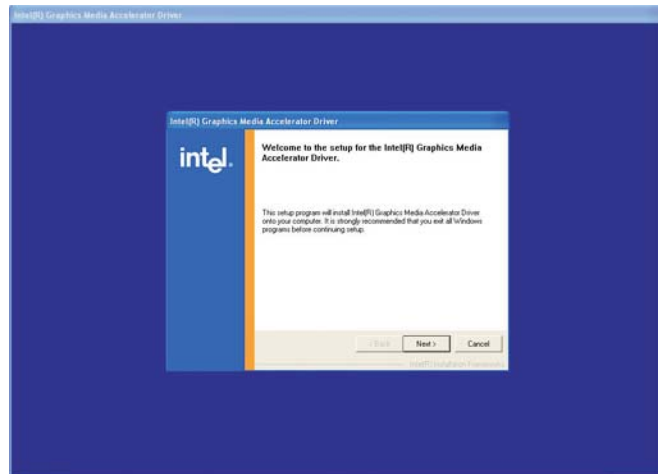 Intel(R) Graphics Media Accelerator Driver
Intel(R) Graphics Media Accelerator Driver
intel.
Welcome to the setup for the Intel(R) Graphics Media
Accelerator Driver.
This setup program will install Intel(R) Graphics Media Accelerator Driver
onto your computer. It is strongly recommended that you exit all Windows
programs before continuing setup.
< Back
Next >
Cancel
Intel(R) Installation Framework